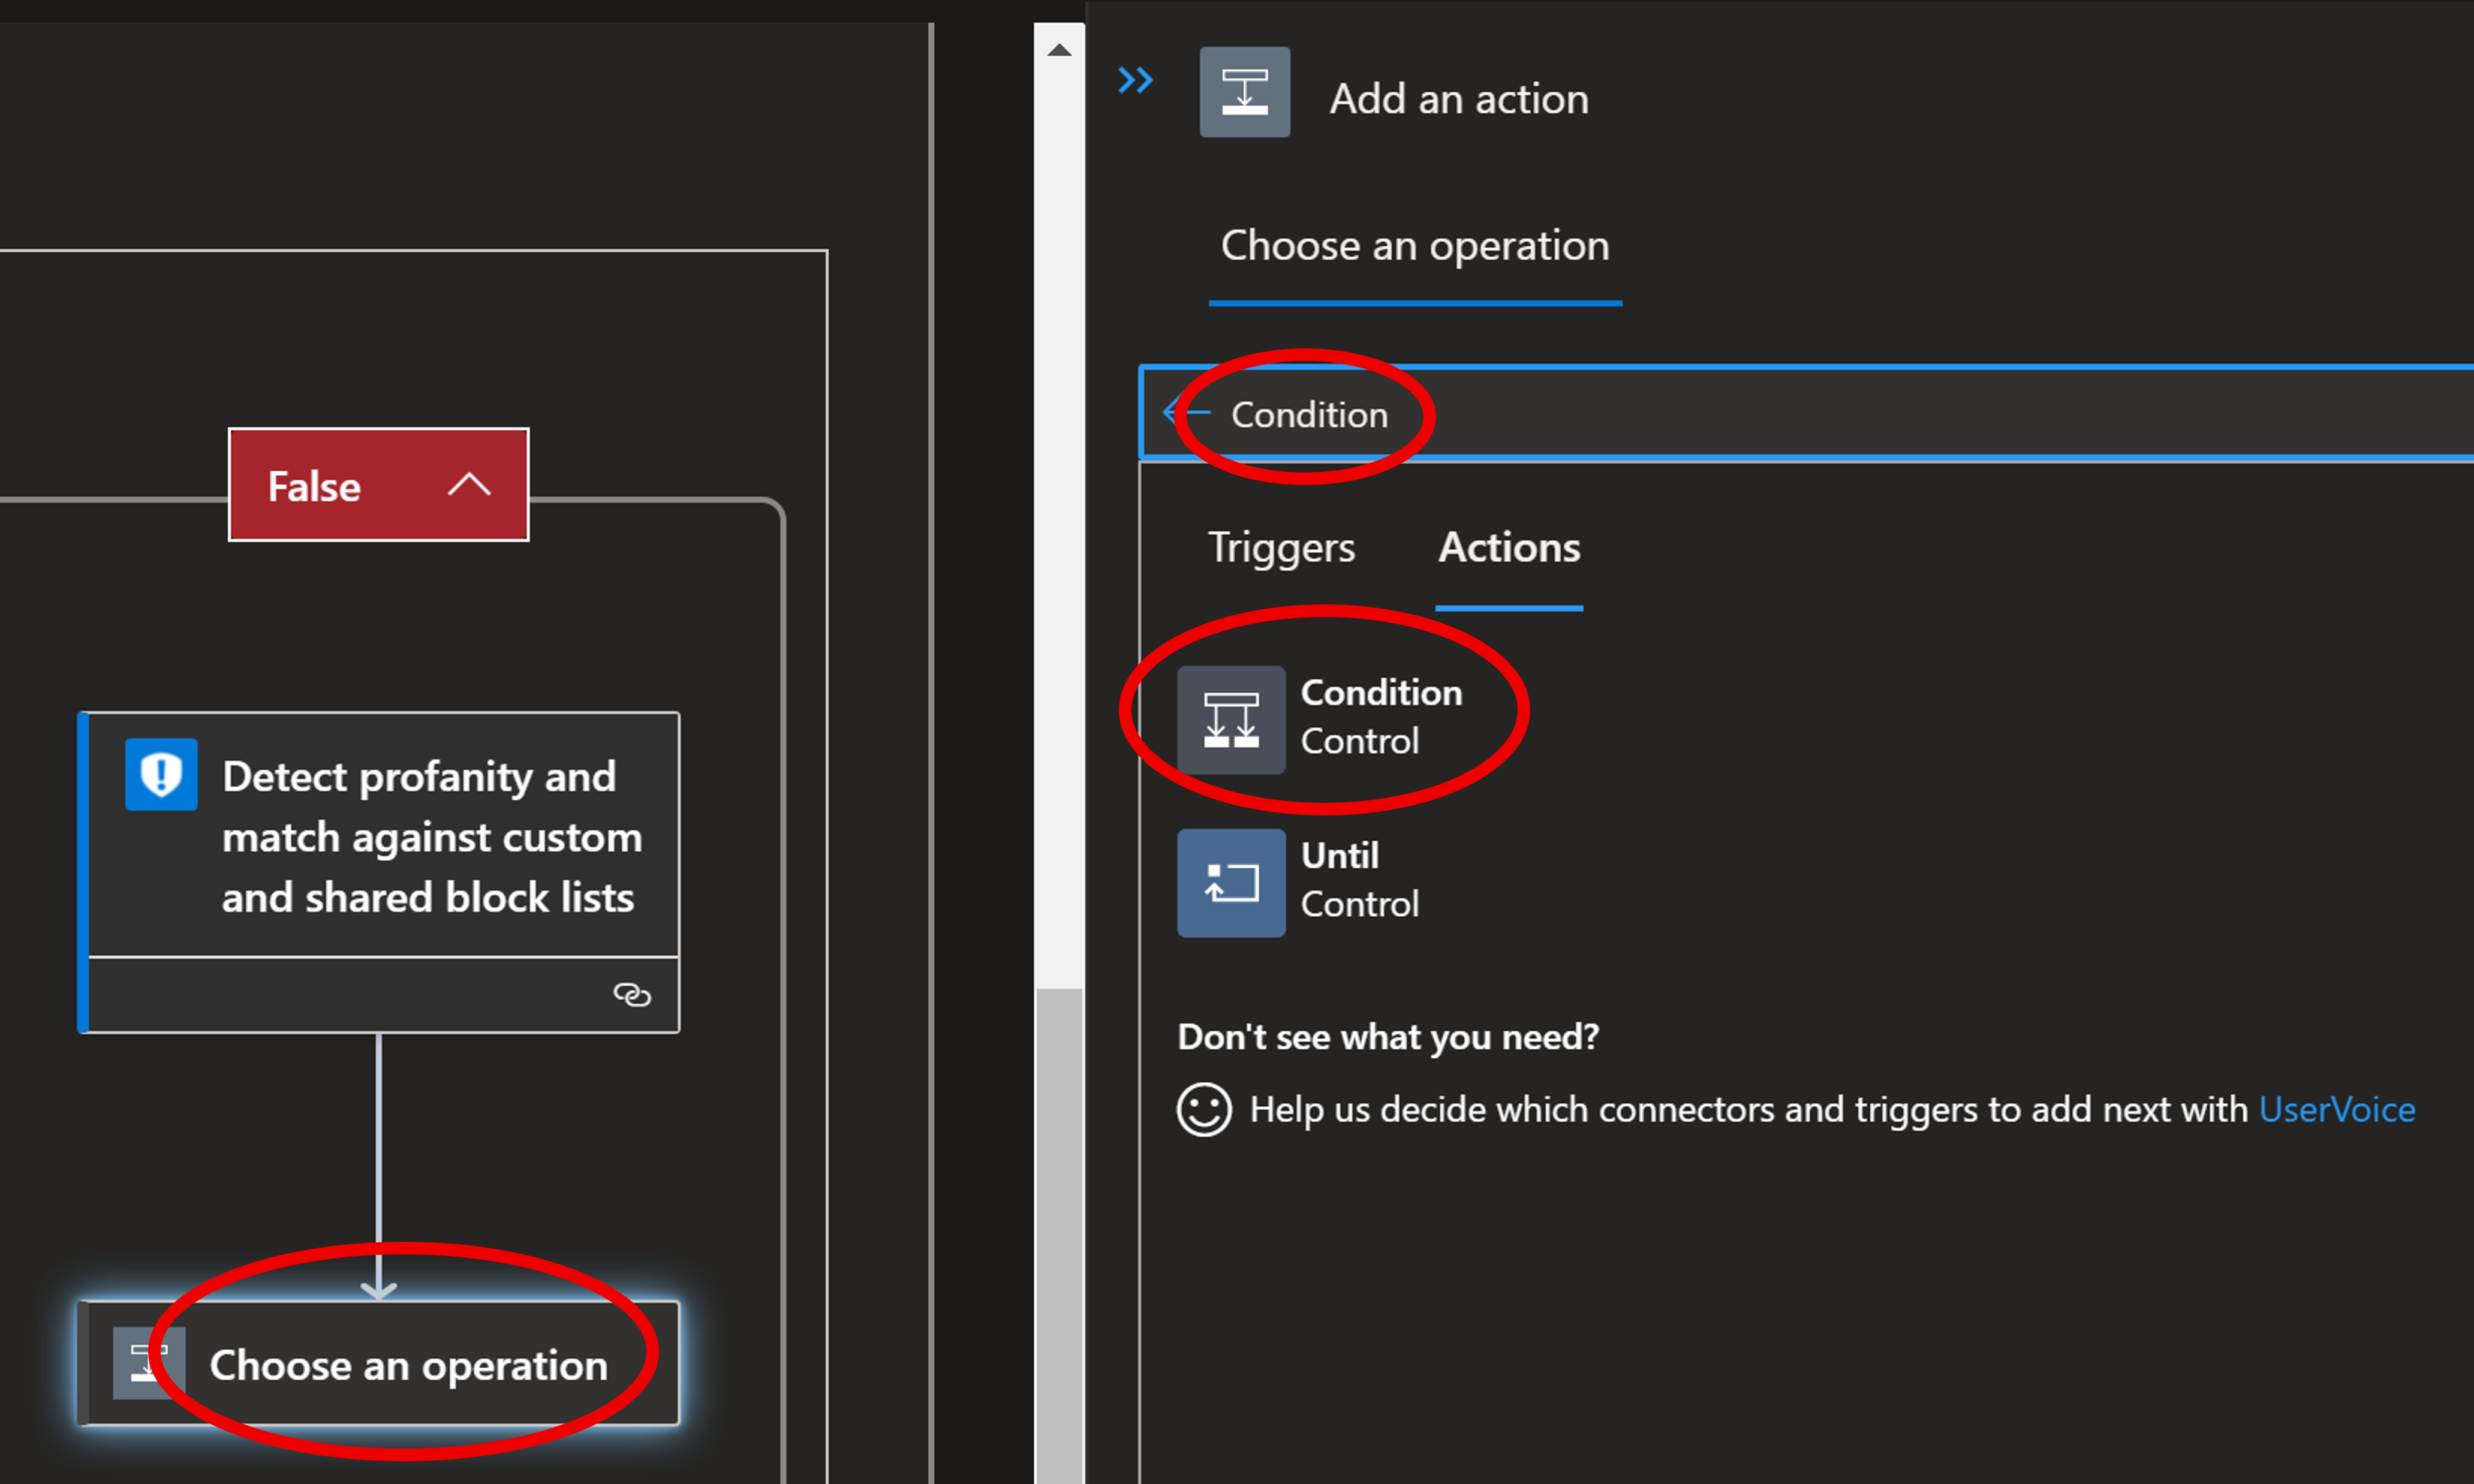 False
Detect profanity and
match against custom
and shared block lists
Choose an operation
Add an action
Choose an operation
Condition
Triggers Actions
Condition
Control
Until
Control
Don't see what you need?
Help us decide which connectors and triggers to add next with UserVoice